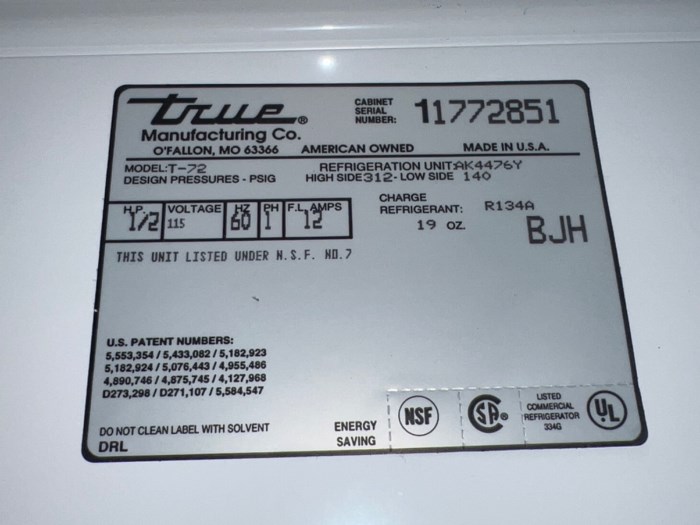 true®
Manufacturing Co.
O'FALLON, MO 63366 AMERICAN OWNED MADE IN U.S.A.
CABINET SERIAL NUMBER: 11772851
MODEL: T-72 REFRIGERATION UNIT: AK4476Y
DESIGN PRESSURES - PSIG HIGH SIDE 312 - LOW SIDE 140
H.P. VOLTAGE HZ PH F.L. AMPS
1/2 115 60 1 12
CHARGE
REFRIGERANT: R134A
19 OZ.
BJH
THIS UNIT LISTED UNDER N.S.F. NO.7
U.S. PATENT NUMBERS:
5,553,354 / 5,433,082 / 5,182,923
5,182,924 / 5,076,443 / 4,955,486
4,890,746 / 4,875,745 / 4,127,968
D273,298 / D271,107 / 5,584,547
DO NOT CLEAN LABEL WITH SOLVENT
DRL
ENERGY
SAVING
NSF
SA®
LISTED
COMMERCIAL
REFRIGERATOR
334G
UL